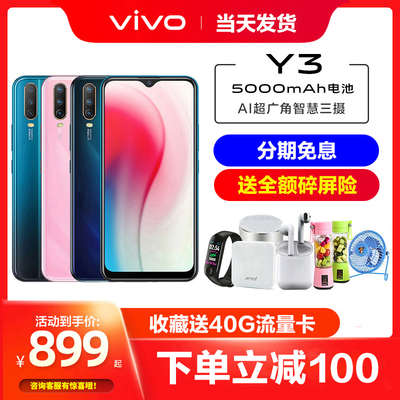 vivo
当天发货
Y3
5000mAh电池
AI超广角智慧三摄
分期免息
送全额碎屏险
活动到手价:
899起
咨询客服有惊喜哦!
收藏送40G流量卡
下单立减100